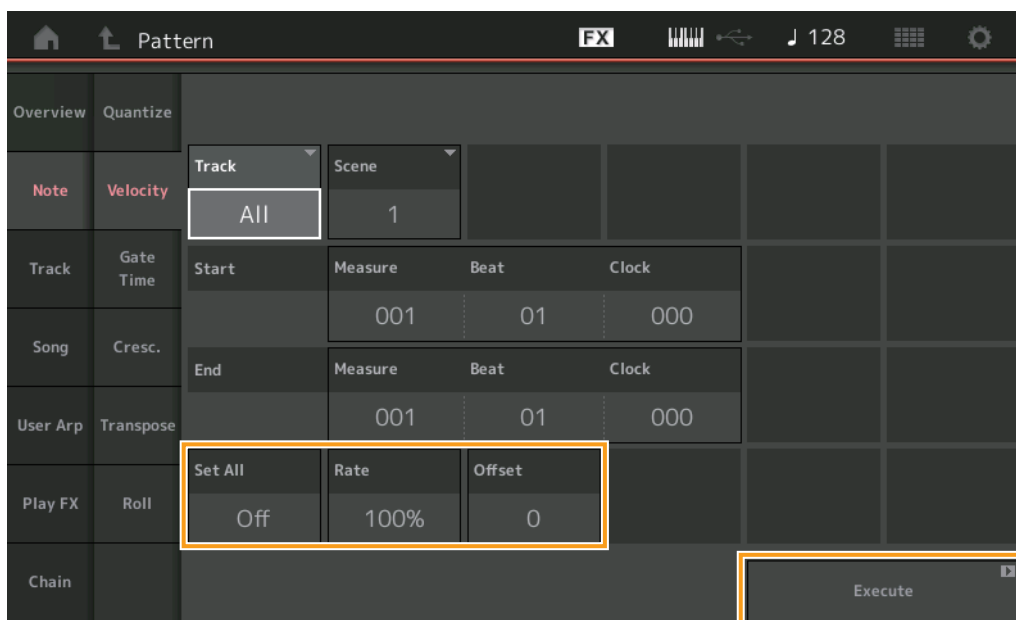 Pattern FX 128
Overview Quantize
Track Scene
Note Velocity
All 1
Track Gate Time Start Measure Beat Clock
001 01 000
Song Cresc. End Measure Beat Clock
User Arp Transpose 001 01 000
Set All Rate Offset
Play FX Roll Off 100% 0
Chain Execute